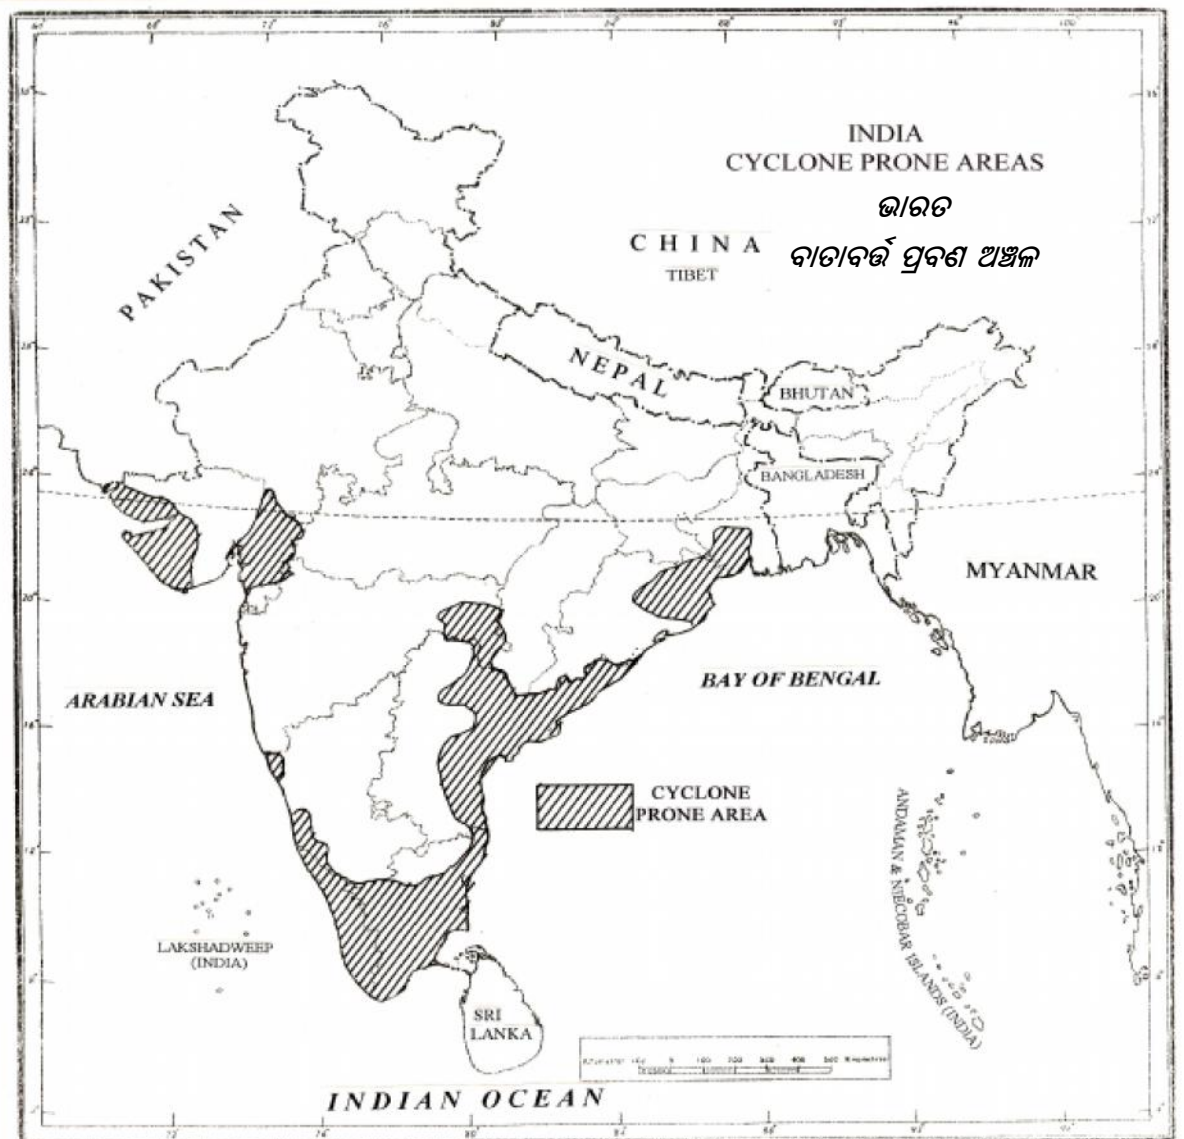 INDIA
CYCLONE PRONE AREAS
ଭାରତ
ବାତାବର୍ତ୍ତ ପ୍ରବଣ ଅଞ୍ଚଳ
PAKISTAN
CHINA
TIBET
NEPAL
BHUTAN
BANGLADESH
MYANMAR
ARABIAN SEA
BAY OF BENGAL
CYCLONE
PRONE AREA
ANDAMAN & NIECOBAR ISLANDS (INDIA)
LAKSHADWEEP
(INDIA)
SRI
LANKA
INDIAN OCEAN